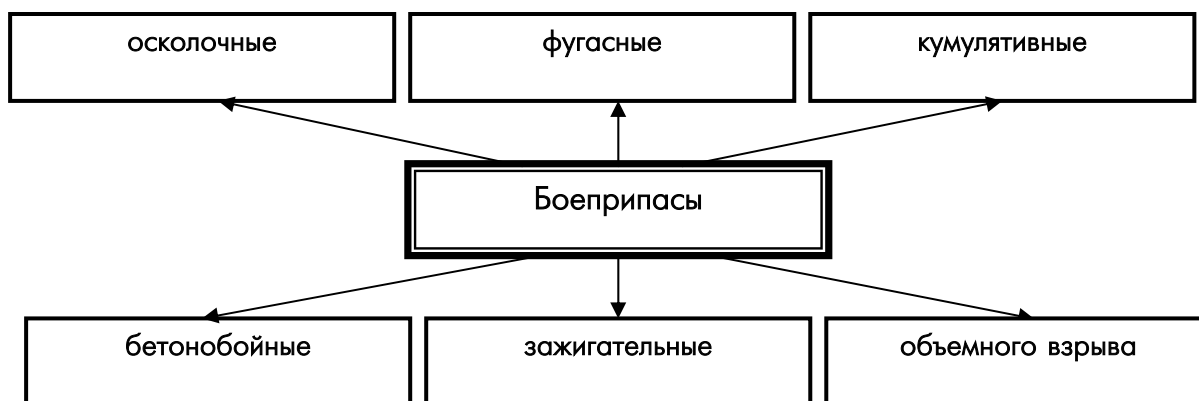 осколочные
фугасные
кумулятивные
Боеприпасы
бетонобойные
зажигательные
объемного взрыва